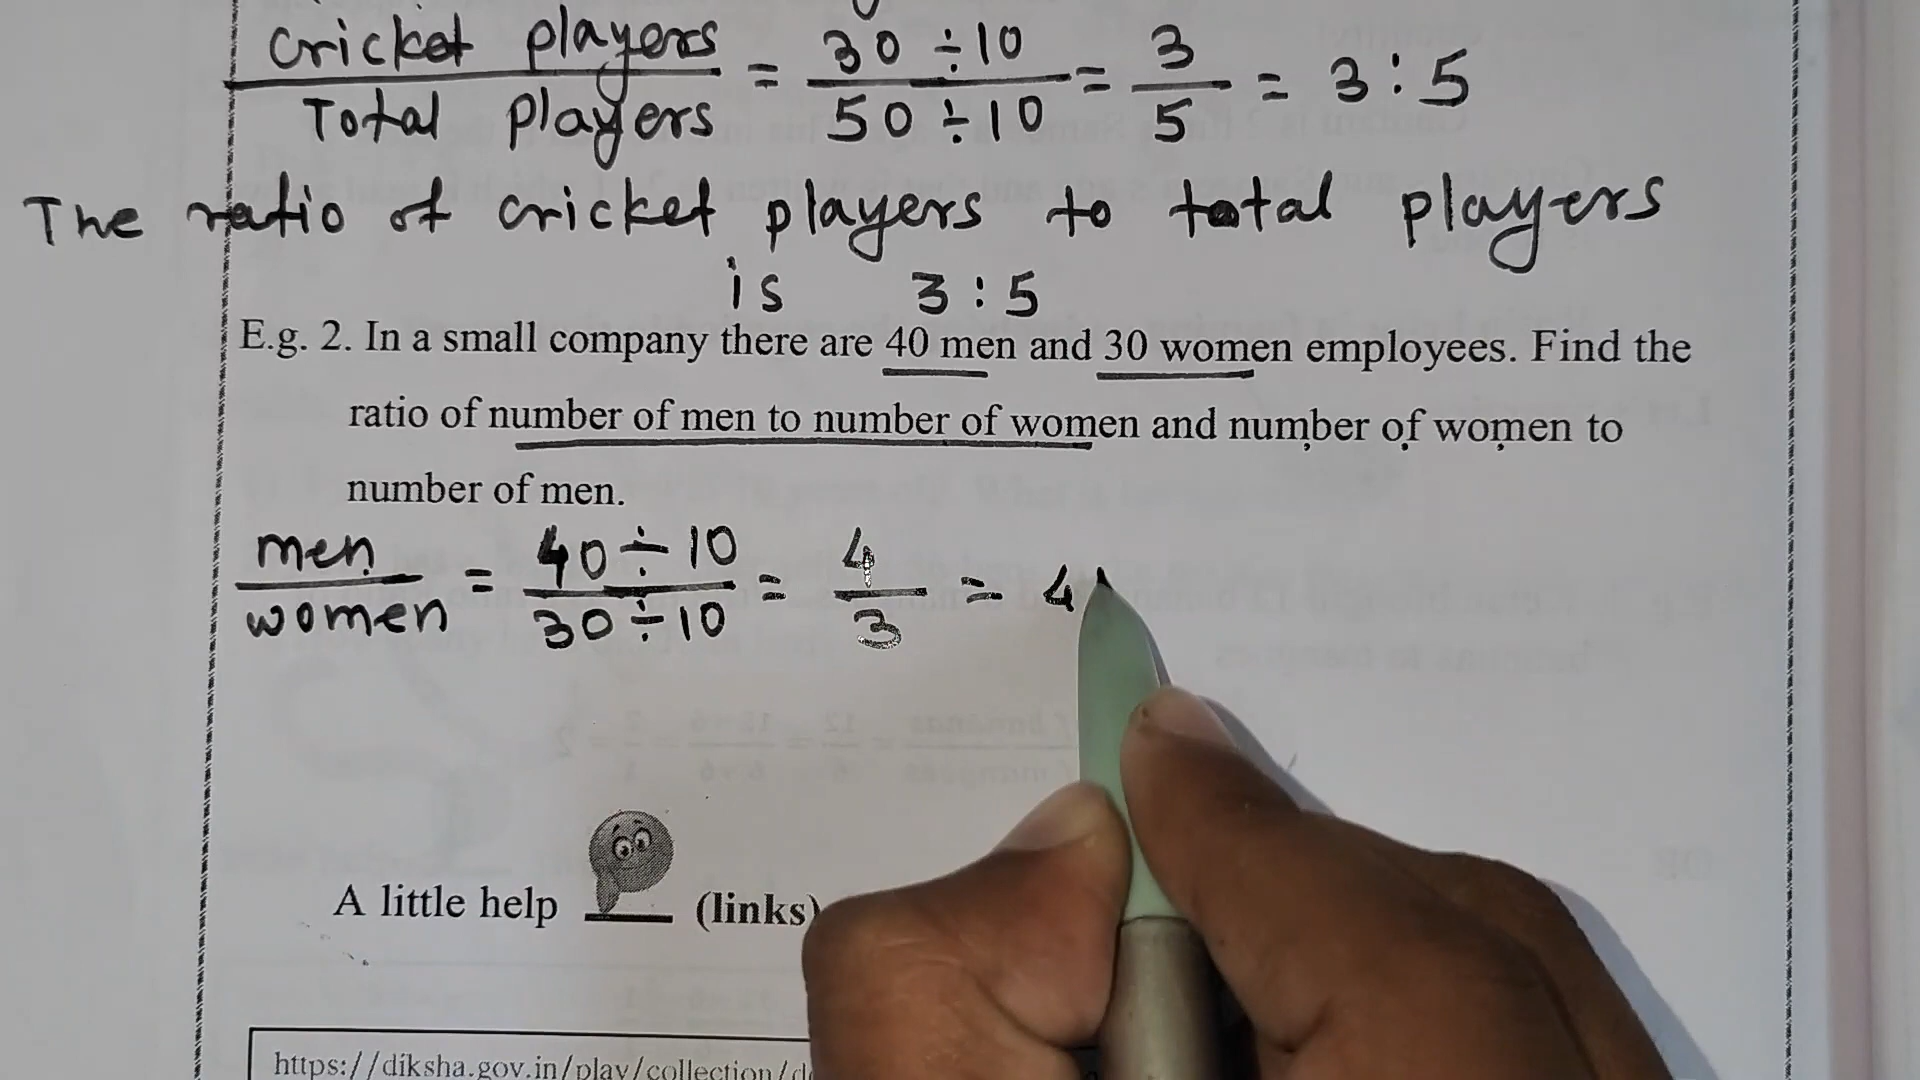 cricket players / Total players = 30 ÷ 10 / 50 ÷ 10 = 3 / 5 = 3 : 5
The ratio of cricket players to total players
is 3 : 5
E.g. 2. In a small company there are 40 men and 30 women employees. Find the
ratio of number of men to number of women and number of women to
number of men.
men / women = 40 ÷ 10 / 30 ÷ 10 = 4 / 3 = 4
A little help (links)
https://diksha.gov.in/play/collection/